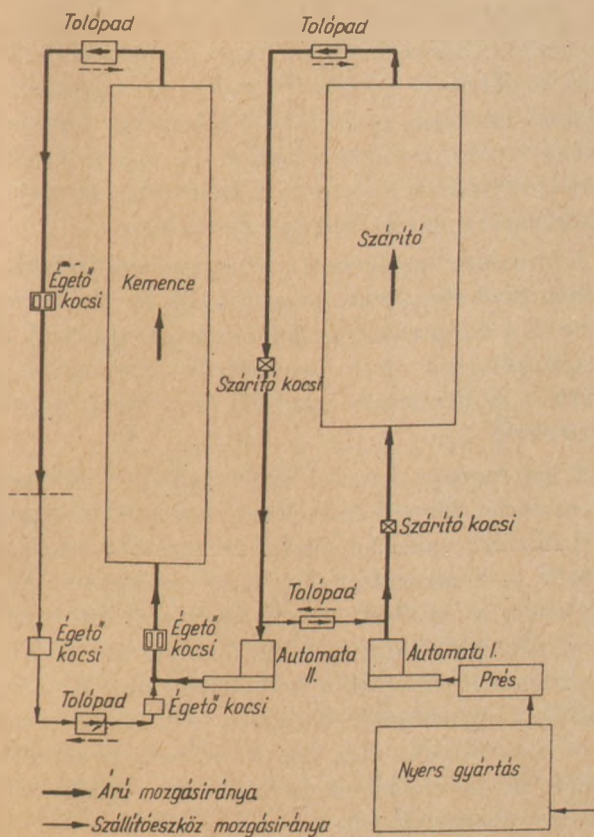 Tolópad
Tolópad
Égető
kocsi
Kemence
Szárító
Szárító kocsi
Szárító kocsi
Tolópad
Égető
kocsi
Égető
kocsi
Automata
II.
Automata I.
Prés
Tolópad
Égető kocsi
Nyers gyártás
Árú mozgásiránya
Szállítóeszköz mozgásiránya